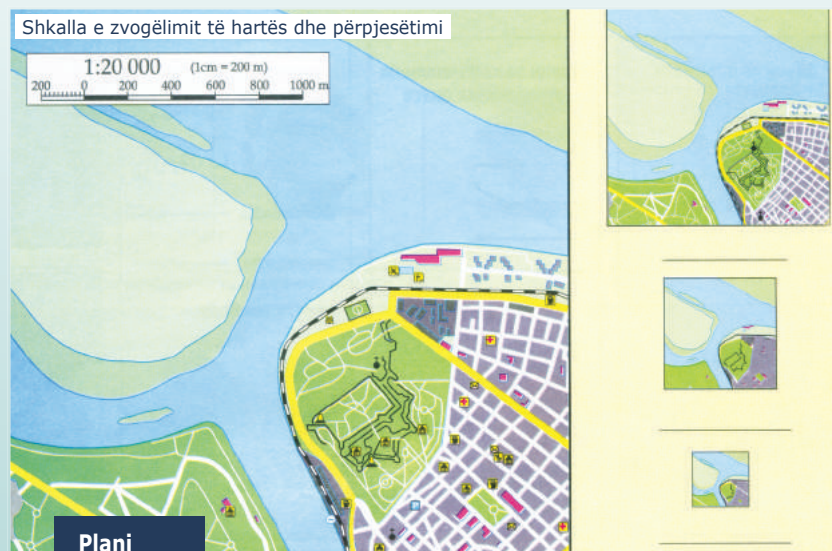 Shkalla e zvogëlimit të hartës dhe përpjesëtimi
1:20 000 (1cm = 200 m)
200 0 200 400 600 800 1000 m
Plani